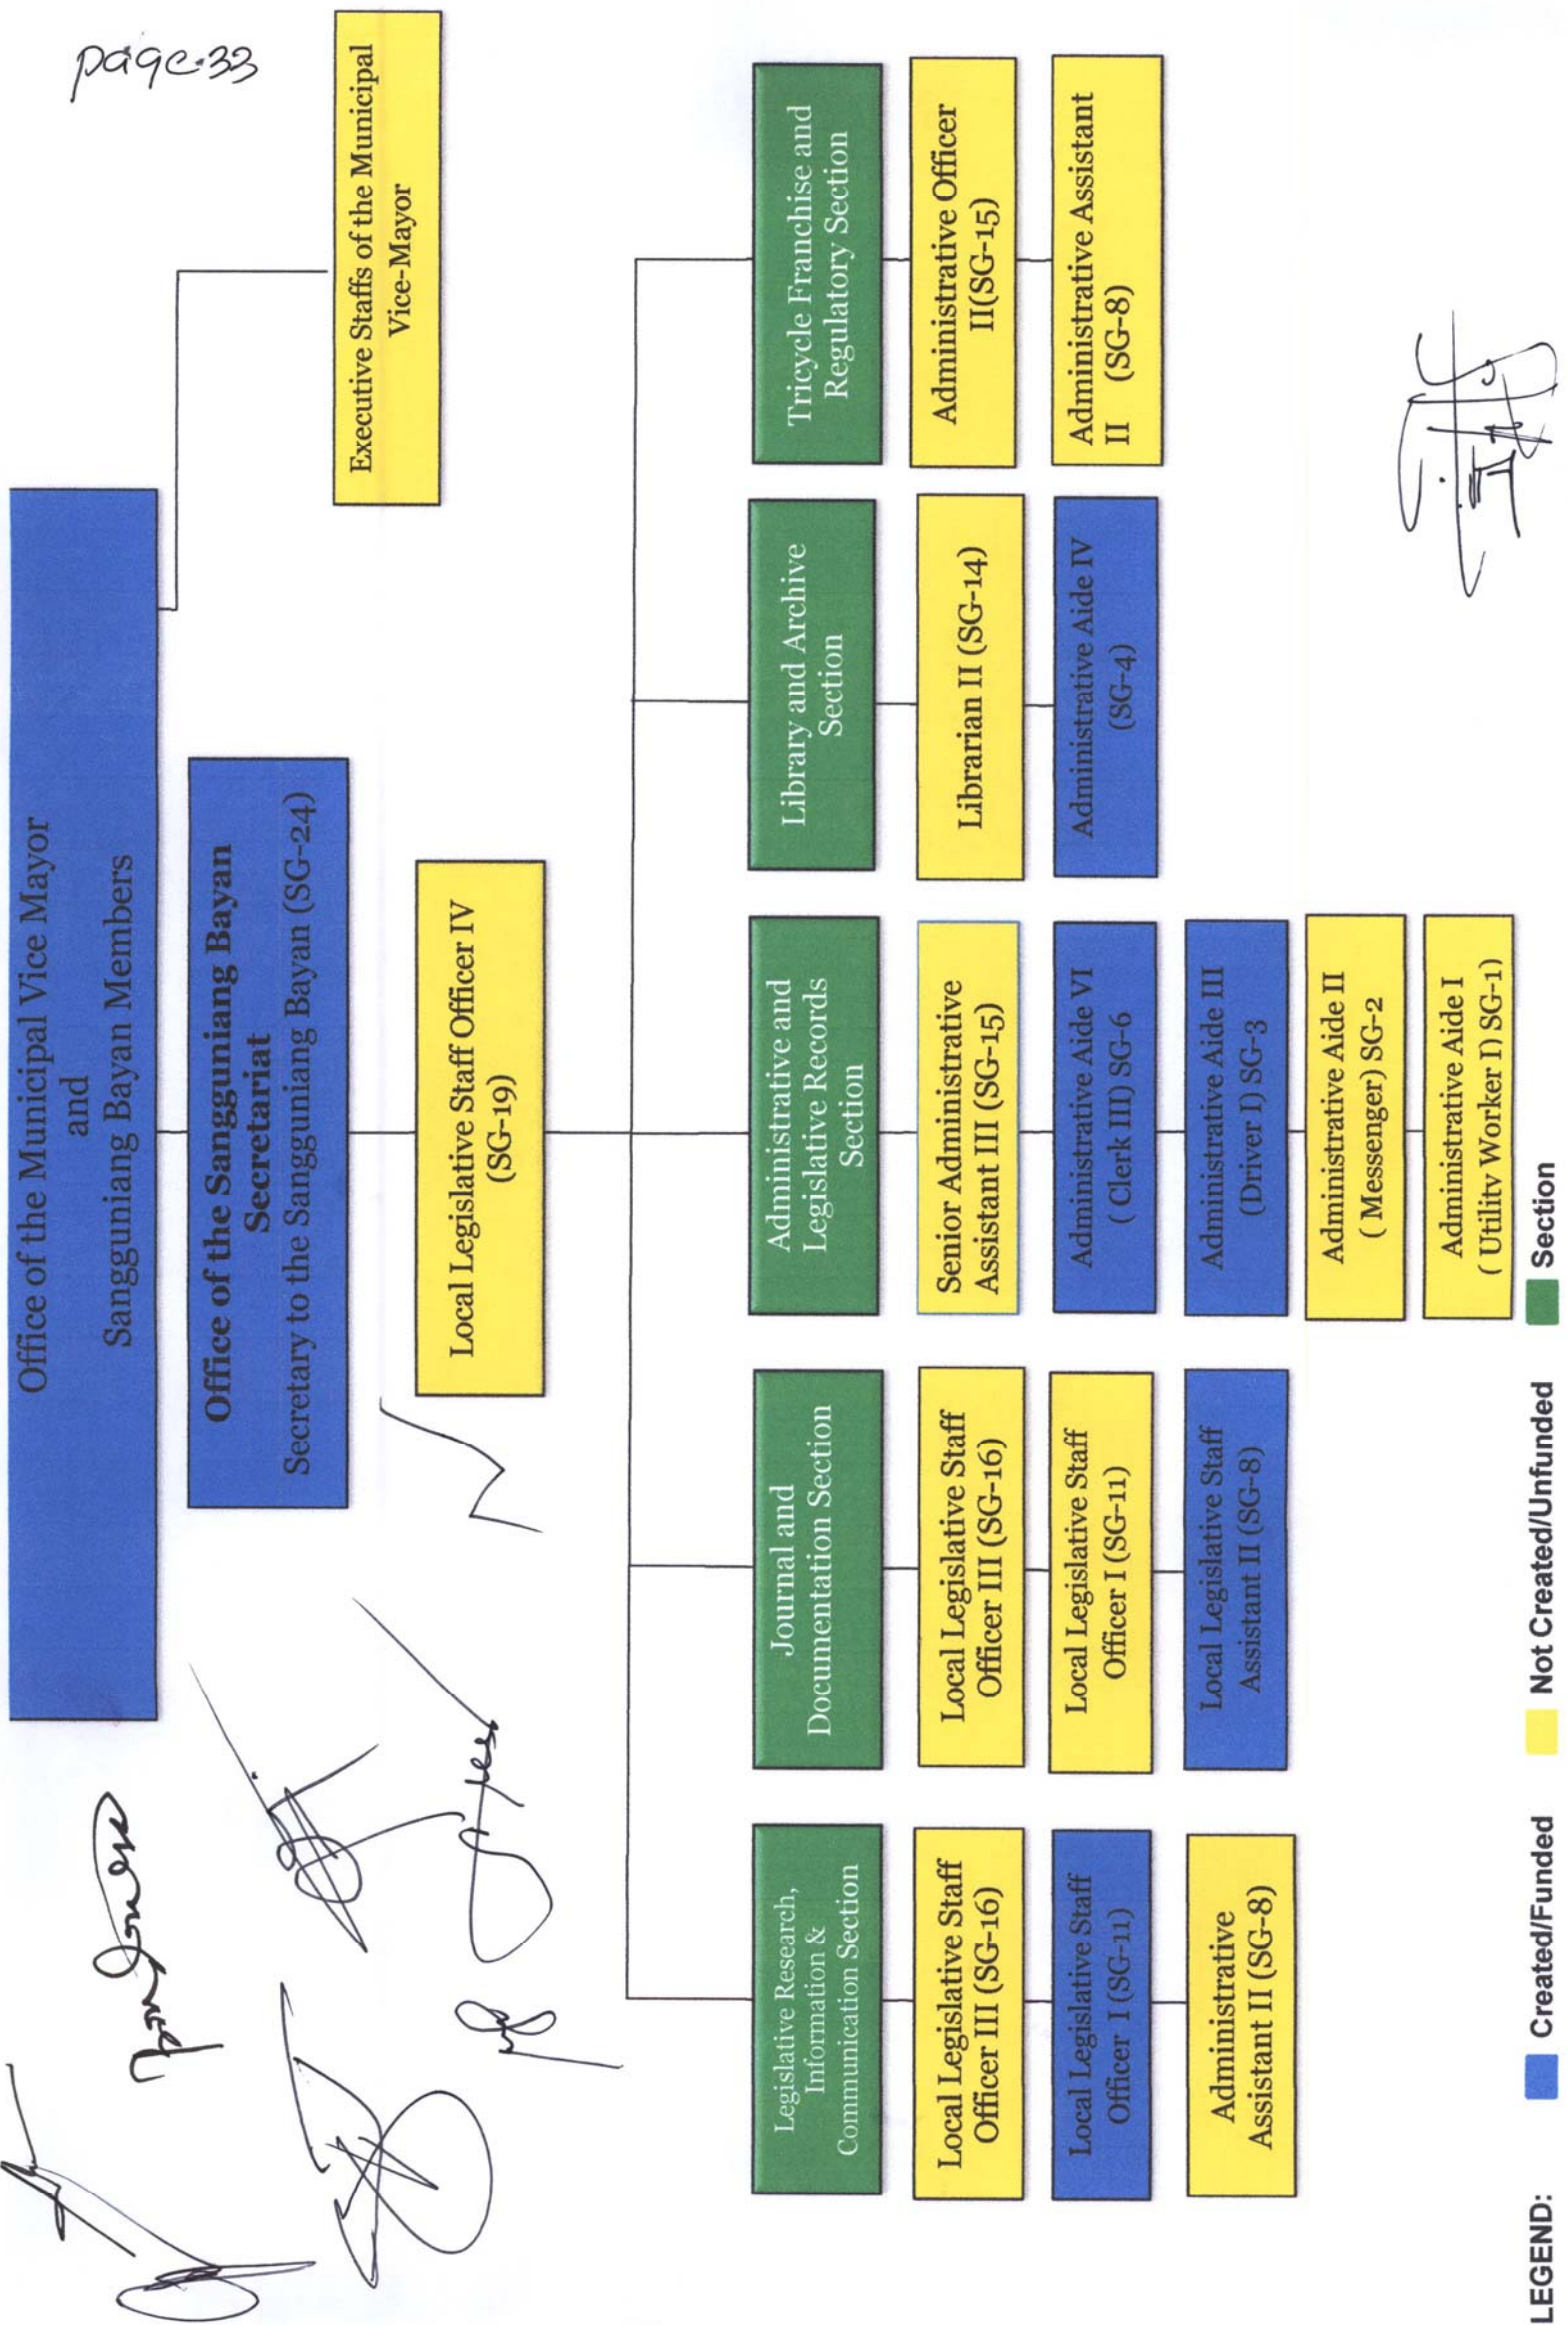 page-33
Office of the Municipal Vice Mayor
and
Sangguniang Bayan Members
Office of the Sangguniang Bayan
Secretariat
Secretary to the Sangguniang Bayan (SG-24)
Executive Staffs of the Municipal
Vice-Mayor
Local Legislative Staff Officer IV
(SG-19)
Legislative Research,
Information &
Communication Section
Local Legislative Staff
Officer III (SG-16)
Local Legislative Staff
Officer I (SG-11)
Administrative
Assistant II (SG-8)
Journal and
Documentation Section
Local Legislative Staff
Officer III (SG-16)
Local Legislative Staff
Officer I (SG-11)
Local Legislative Staff
Assistant II (SG-8)
Administrative and
Legislative Records
Section
Senior Administrative
Assistant III (SG-15)
Administrative Aide VI
( Clerk III) SG-6
Administrative Aide III
(Driver I) SG-3
Administrative Aide II
( Messenger) SG-2
Administrative Aide I
( Utility Worker I) SG-1)
Library and Archive
Section
Librarian II (SG-14)
Administrative Aide IV
(SG-4)
Tricycle Franchise and
Regulatory Section
Administrative Officer
II(SG-15)
Administrative Assistant
II (SG-8)
LEGEND: Created/Funded Not Created/Unfunded Section